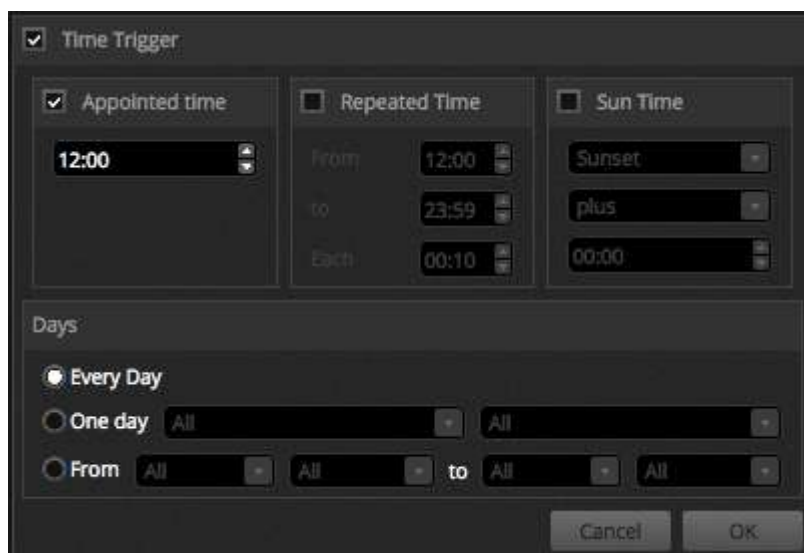 Time Trigger
Appointed time
12:00
Repeated Time
From 12:00
to 23:59
Each 00:10
Sun Time
Sunset
plus
00:00
Days
Every Day
One day All All
From All All to All All
Cancel OK